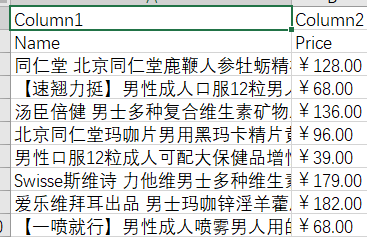 Column1 Column2
Name Price
同仁堂 北京同仁堂鹿鞭人参牡蛎精 ￥128.00
【速翘力挺】男性成人口服12粒男 ￥68.00
汤臣倍健 男士多种复合维生素矿物 ￥136.00
北京同仁堂玛咖片男用黑玛卡精片 ￥96.00
男性口服12粒成人可配大保健品增 ￥39.00
Swisse斯维诗 力他维男士多种维生 ￥179.00
爱乐维拜耳出品 男士玛咖锌淫羊藿 ￥182.00
【一喷就行】男性成人喷雾男人用 ￥68.00